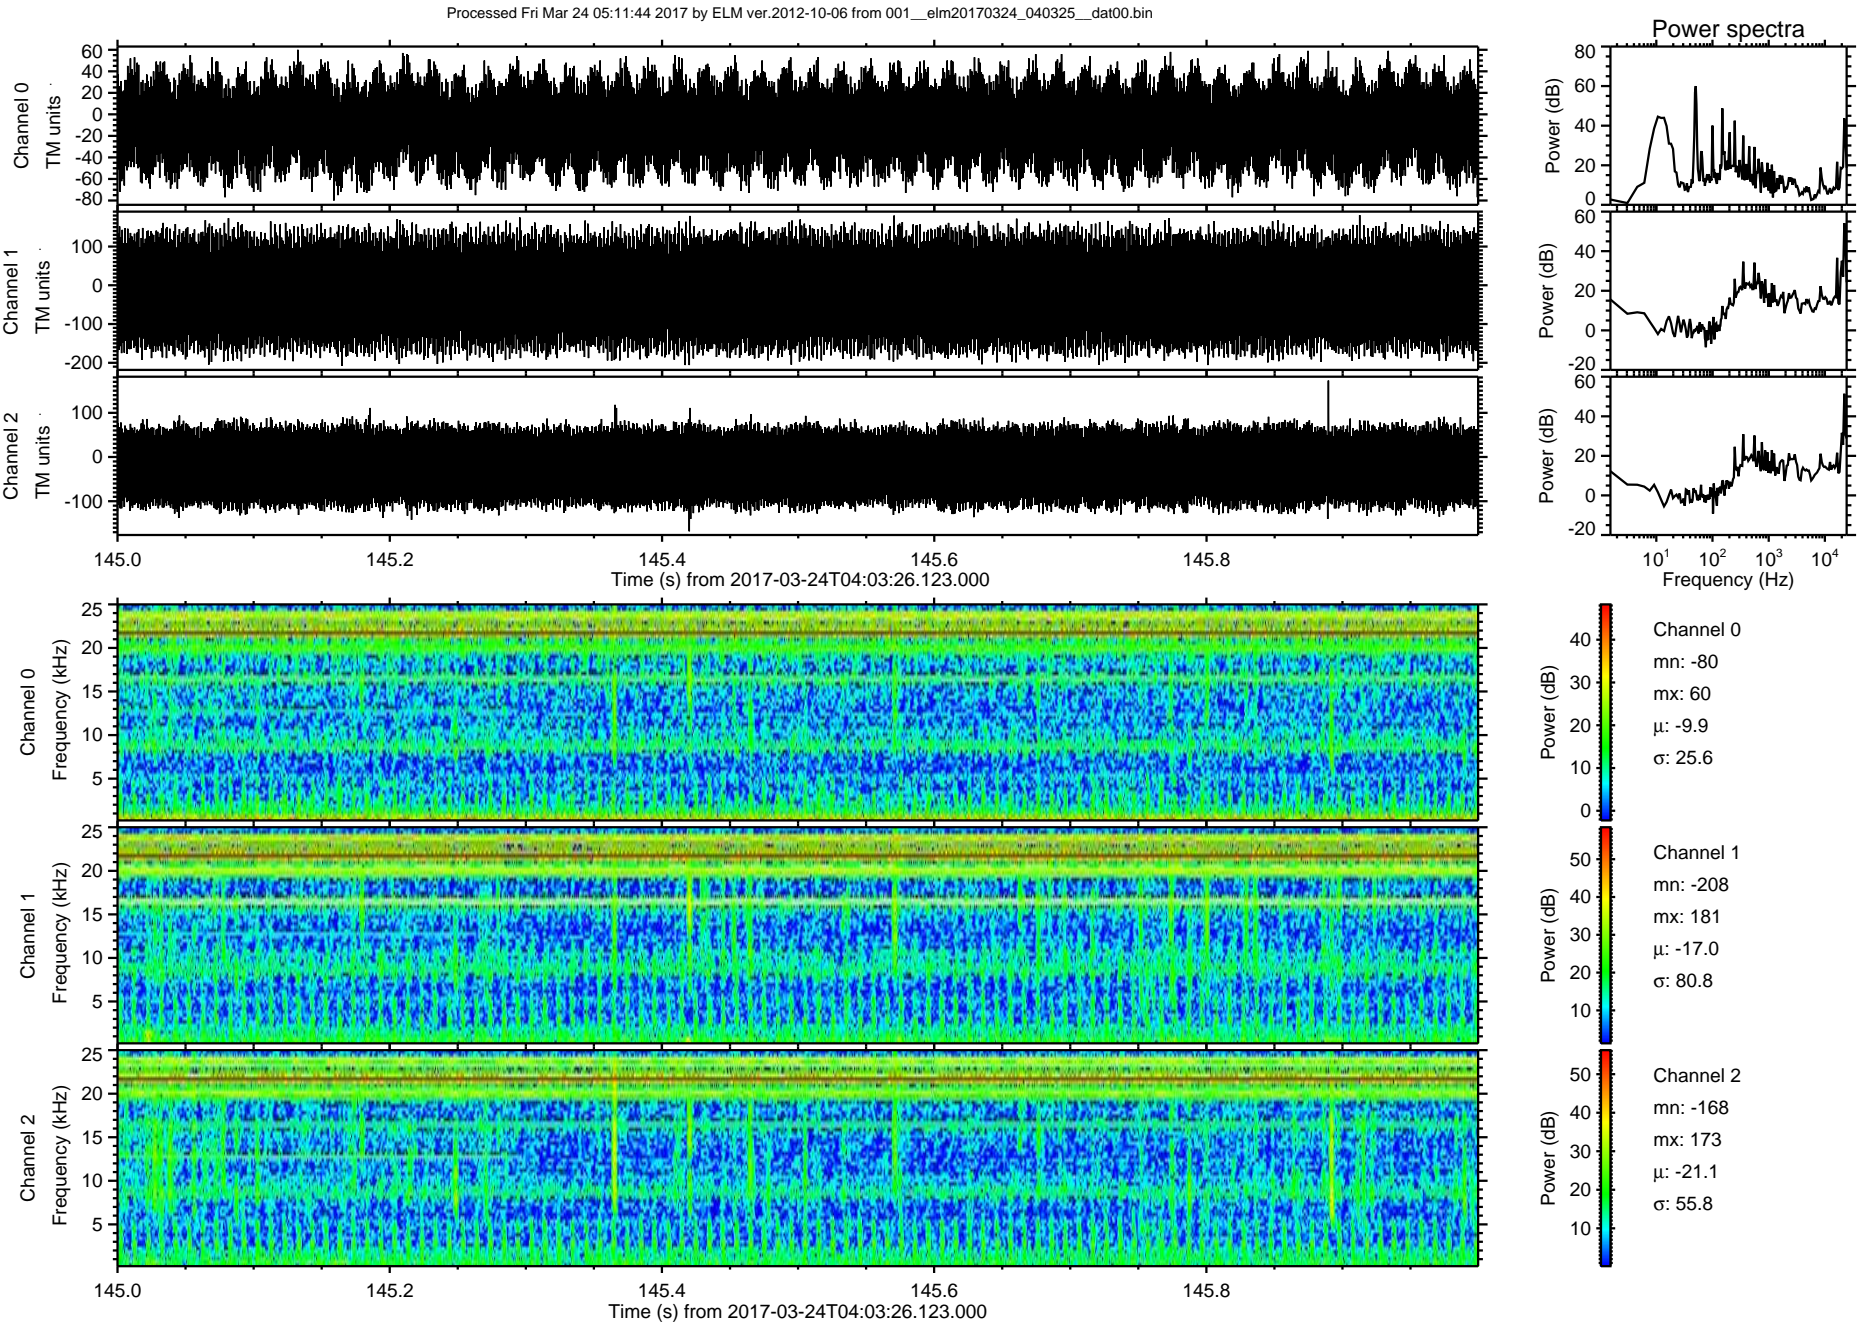 Processed Fri Mar 24 05:11:44 2017 by ELM ver.2012-10-06 from 001__elm20170324_040325__dat00.bin
Power spectra
Channel 0
TM units
60
40
20
0
-20
-40
-60
-80
Power (dB)
80
60
40
20
0
Channel 1
TM units
100
0
-100
-200
Power (dB)
60
40
20
0
-20
Channel 2
TM units
100
0
-100
Power (dB)
60
40
20
0
-20
145.0 145.2 145.4 145.6 145.8
Time (s) from 2017-03-24T04:03:26.123.000
10¹ 10² 10³ 10⁴
Frequency (Hz)
Channel 0
Frequency (kHz)
25
20
15
10
5
Power (dB)
40
30
20
10
0
Channel 0
mn: -80
mx: 60
μ: -9.9
σ: 25.6
Channel 1
Frequency (kHz)
25
20
15
10
5
Power (dB)
50
40
30
20
10
Channel 1
mn: -208
mx: 181
μ: -17.0
σ: 80.8
Channel 2
Frequency (kHz)
25
20
15
10
5
Power (dB)
50
40
30
20
10
Channel 2
mn: -168
mx: 173
μ: -21.1
σ: 55.8
145.0 145.2 145.4 145.6 145.8
Time (s) from 2017-03-24T04:03:26.123.000